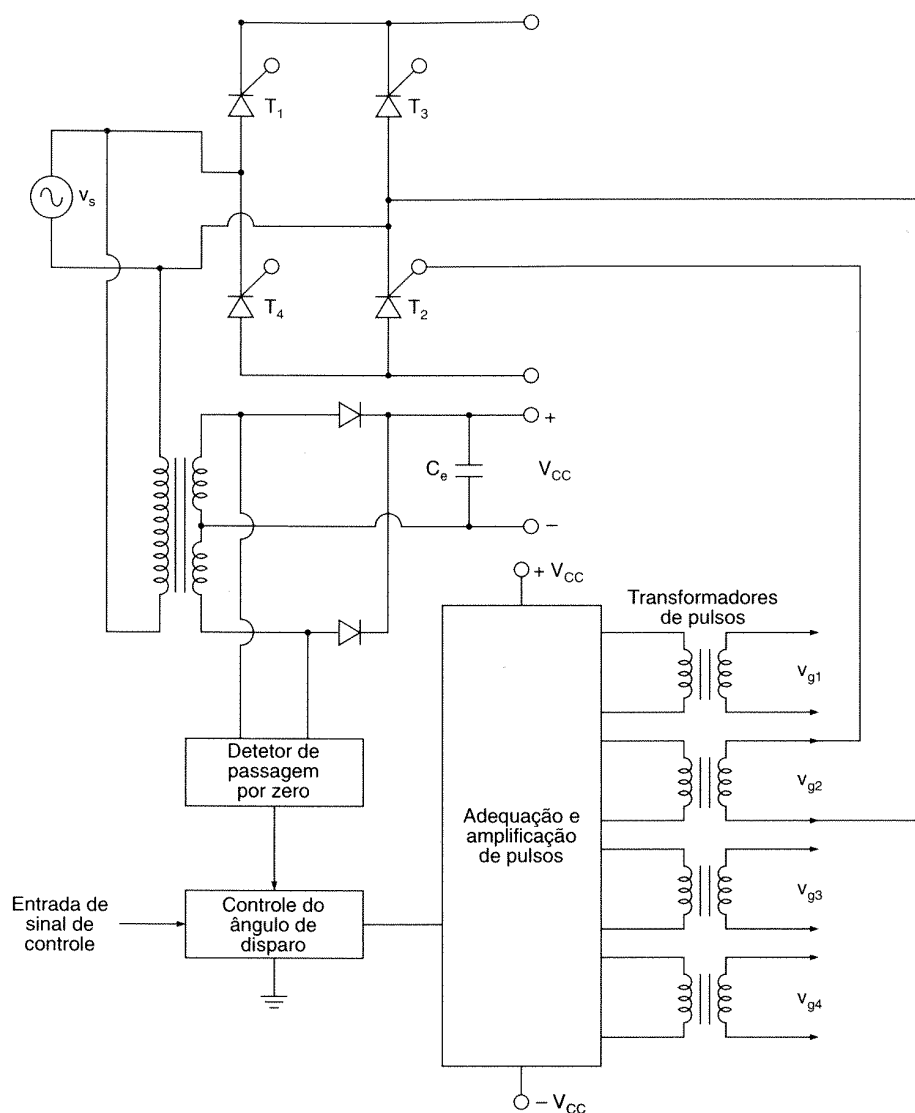 T1
T3
vs
T4
T2
+
Ce
VCC
−
+ VCC
Transformadores
de pulsos
vg1
Detetor de
passagem
por zero
vg2
Adequação e
amplificação
de pulsos
Entrada de
sinal de
controle
Controle do
ângulo de
disparo
vg3
vg4
− VCC